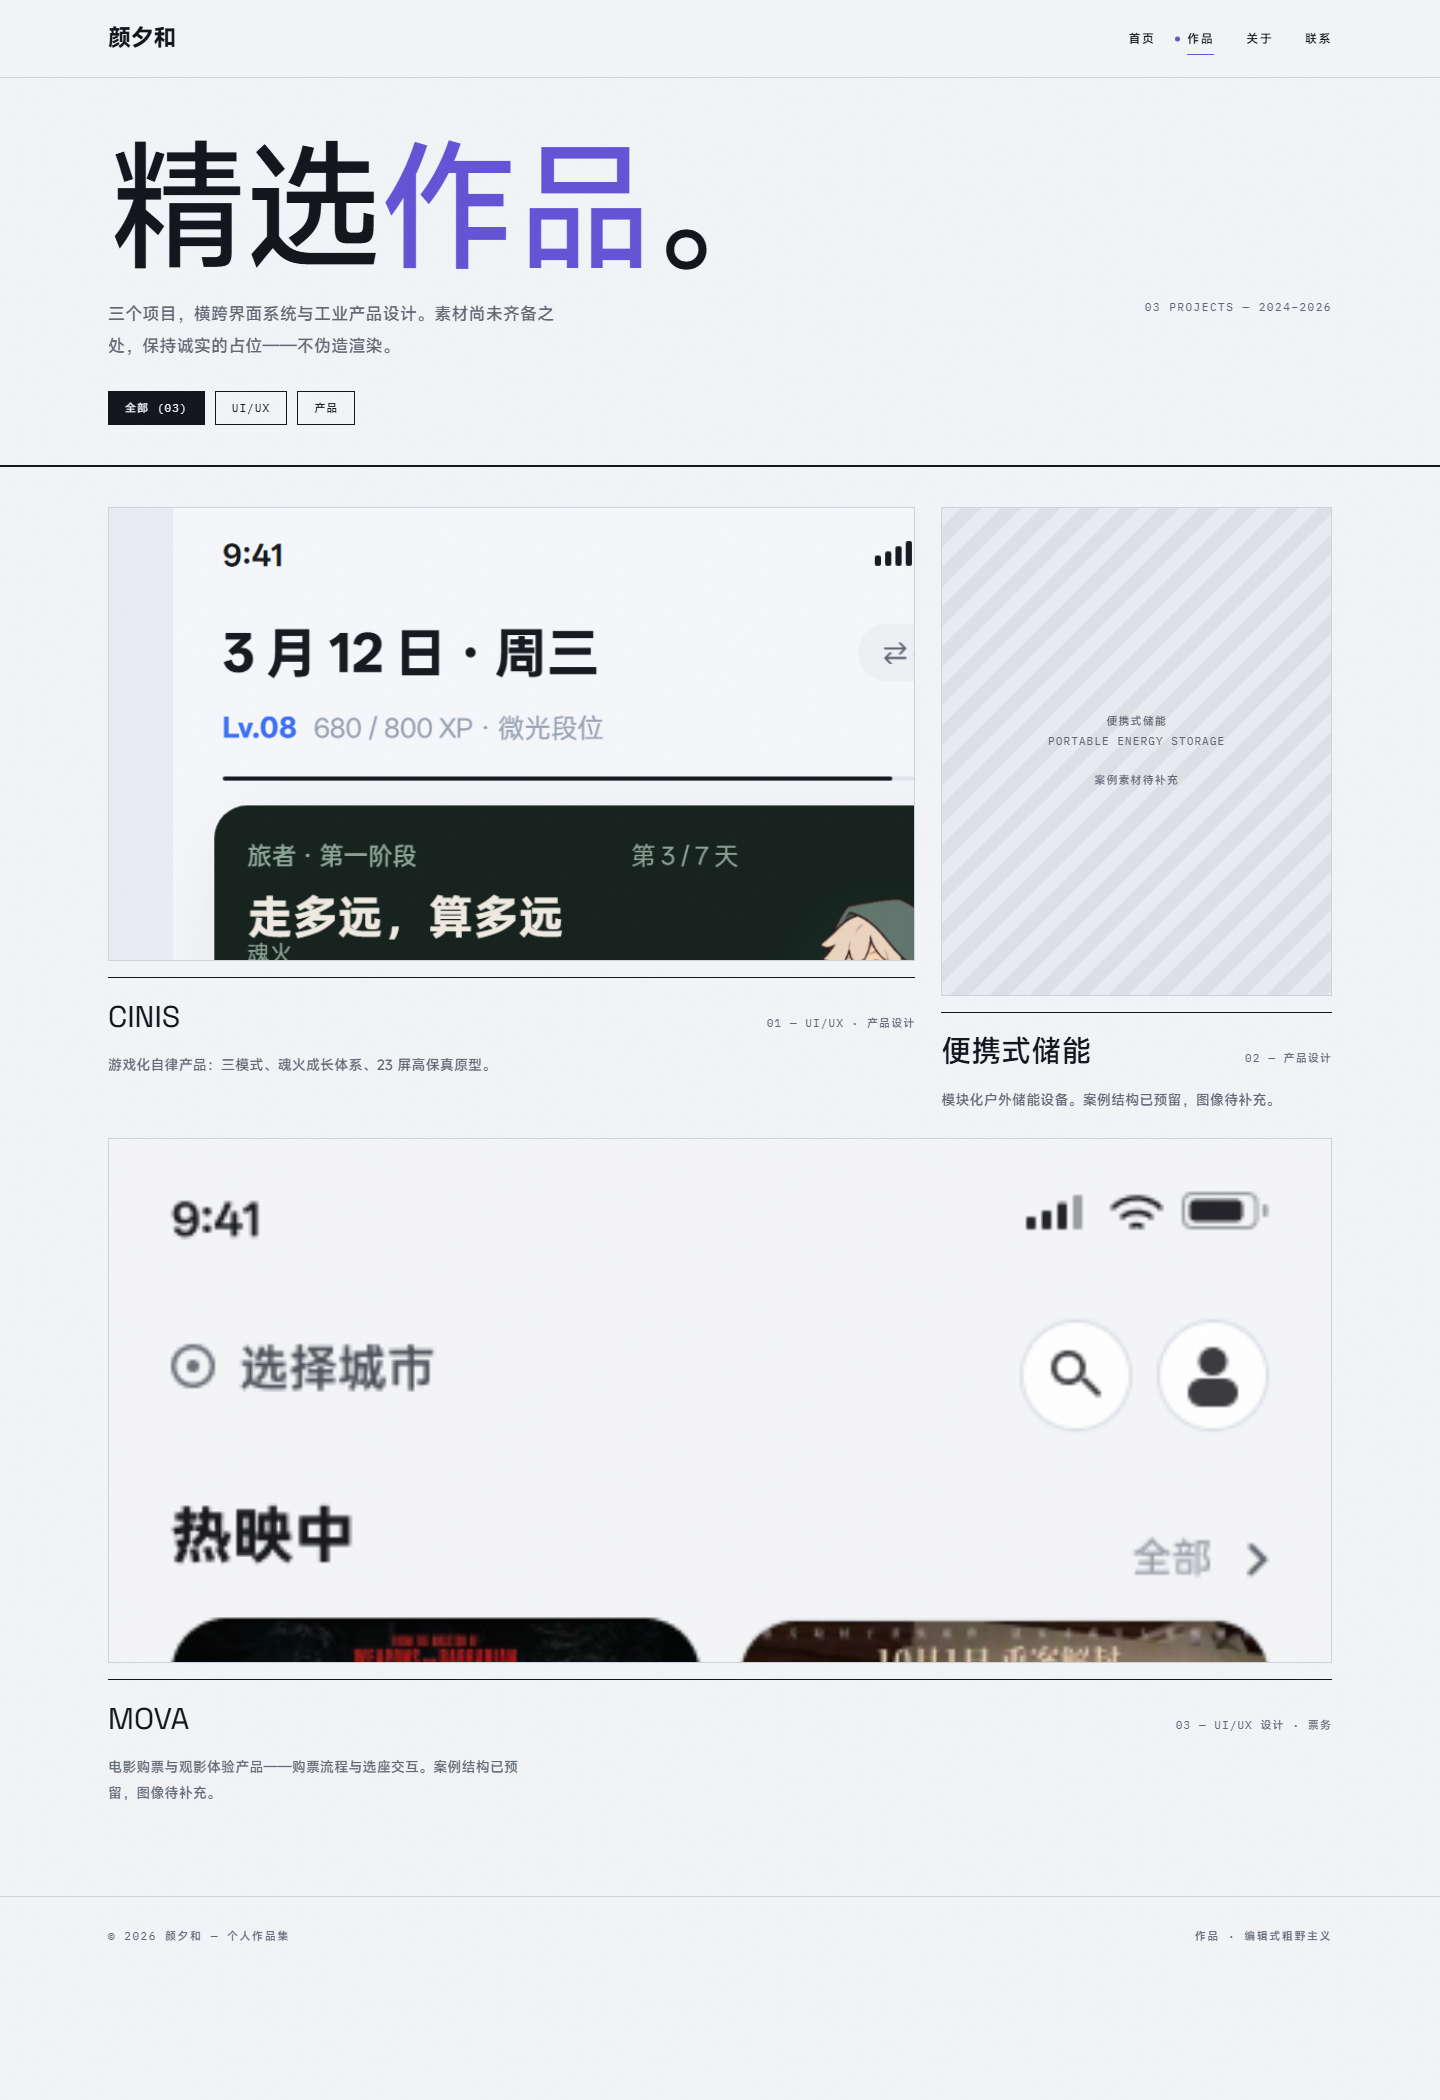 颜夕和
首页 作品 关于 联系
精选作品。
三个项目，横跨界面系统与工业产品设计。素材尚未齐备之
处，保持诚实的占位——不伪造渲染。
03 PROJECTS — 2024–2026
全部 (03) UI/UX 产品
9:41
3 月 12 日 · 周三
Lv.08 680 / 800 XP · 微光段位
旅者 · 第一阶段 第 3 / 7 天
走多远，算多远
魂火
便携式储能
PORTABLE ENERGY STORAGE
案例素材待补充
CINIS
01 — UI/UX · 产品设计
游戏化自律产品：三模式、魂火成长体系、23 屏高保真原型。
便携式储能
02 — 产品设计
模块化户外储能设备。案例结构已预留，图像待补充。
9:41
选择城市
热映中
全部
10月1日
MOVA
03 — UI/UX 设计 · 票务
电影购票与观影体验产品——购票流程与选座交互。案例结构已预
留，图像待补充。
© 2026 颜夕和 — 个人作品集
作品 · 编辑式粗野主义